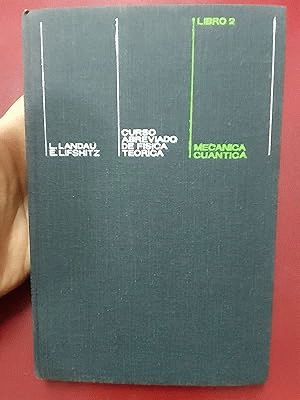 LIBRO 2
L. LANDAU
E. LIFSHITZ
CURSO
ABREVIADO
DE FISICA
TEORICA
MECANICA
CUANTICA